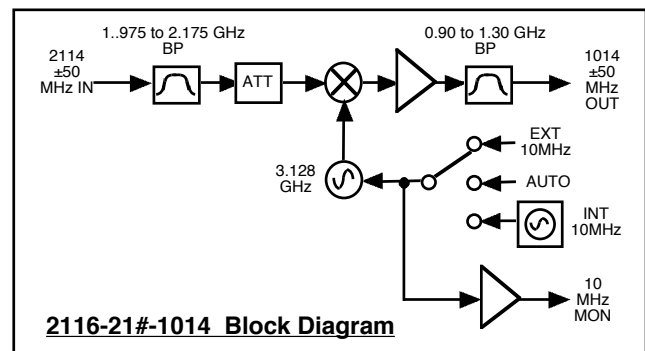 1..975 to 2.175 GHz
BP
0.90 to 1.30 GHz
BP
2114
±50
MHz IN
ATT
1014
±50
MHz
OUT
3.128
GHz
EXT
10MHz
AUTO
INT
10MHz
10
MHz
MON
2116-21#-1014 Block Diagram